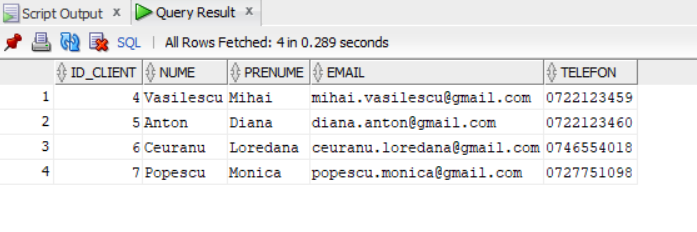 Script Output x Query Result x
SQL | All Rows Fetched: 4 in 0.289 seconds
ID_CLIENT NUME PRENUME EMAIL TELEFON
1 4 Vasilescu Mihai mihai.vasilescu@gmail.com 0722123459
2 5 Anton Diana diana.anton@gmail.com 0722123460
3 6 Ceuranu Loredana ceuranu.loredana@gmail.com 0746554018
4 7 Popescu Monica popescu.monica@gmail.com 0727751098